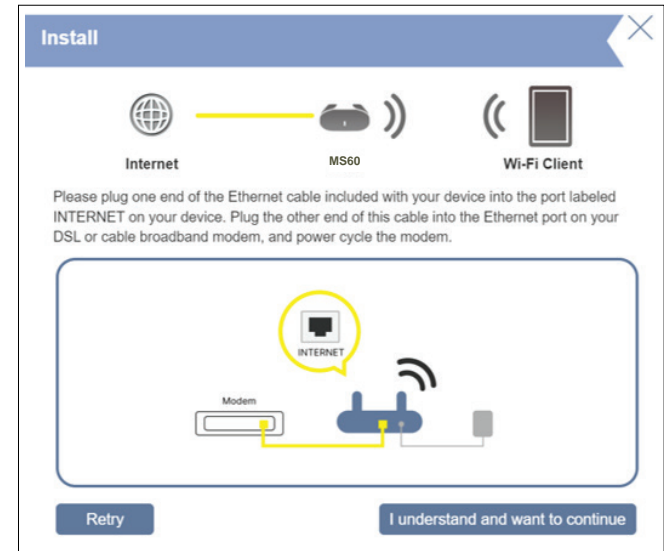 Install
Internet
MS60
Wi-Fi Client
Please plug one end of the Ethernet cable included with your device into the port labeled
INTERNET on your device. Plug the other end of this cable into the Ethernet port on your
DSL or cable broadband modem, and power cycle the modem.
INTERNET
Modem
Retry
I understand and want to continue